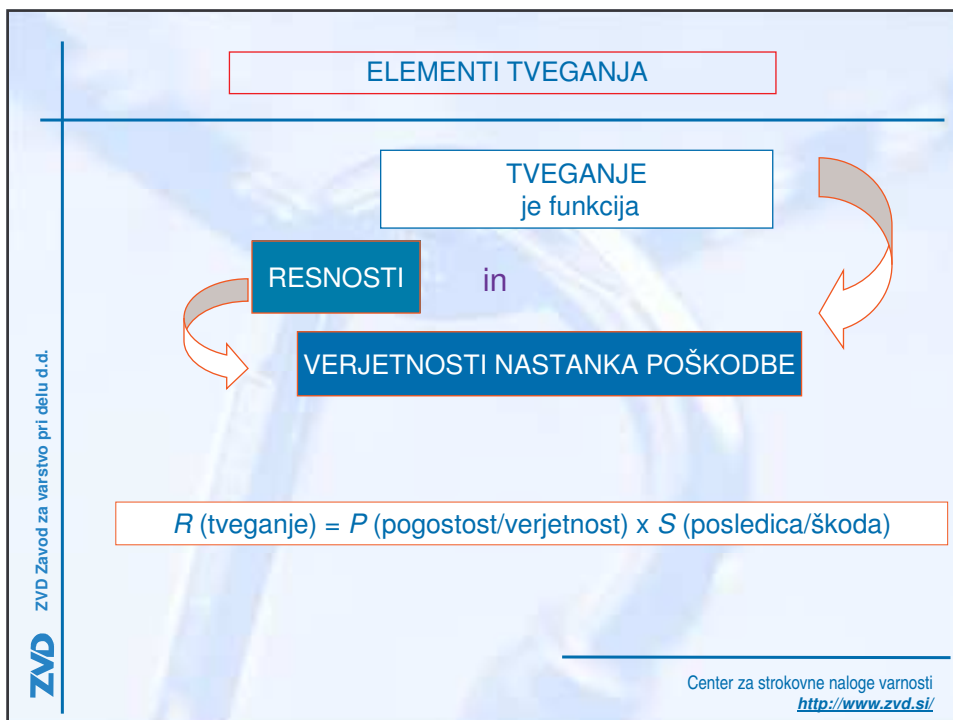 ELEMENTI TVEGANJA
TVEGANJE
je funkcija
RESNOSTI
in
VERJETNOSTI NASTANKA POŠKODBE
R (tveganje) = P (pogostost/verjetnost) x S (posledica/škoda)
ZVD ZVD Zavod za varstvo pri delu d.d.
Center za strokovne naloge varnosti
http://www.zvd.si/